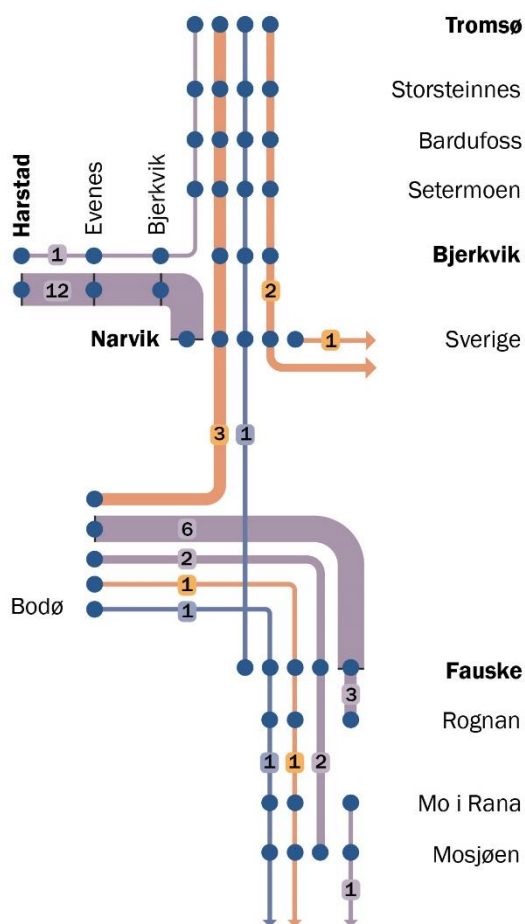 Tromsø
Storsteinnes
Bardufoss
Setermoen
Harstad
Evenes
Bjerkvik
1
Bjerkvik
12
2
Narvik
1
Sverige
3
1
6
2
1
Bodø
1
Fauske
3
Rognan
1
1
2
Mo i Rana
Mosjøen
1